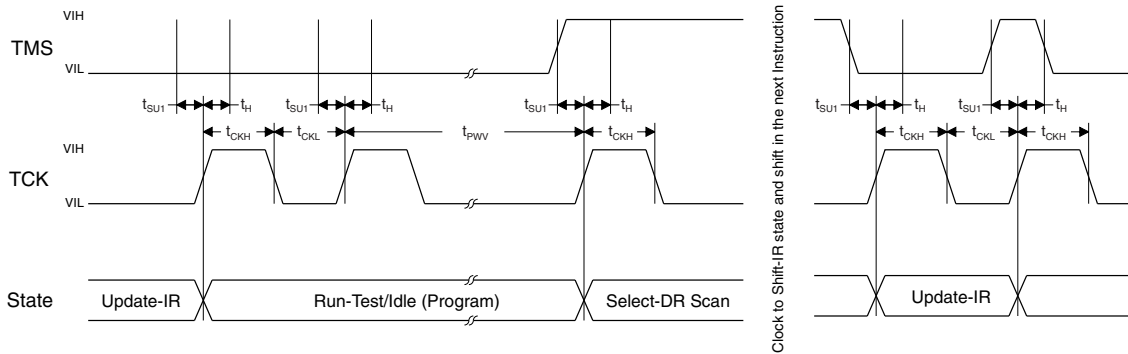 VIH
TMS
VIL
tSU1 tH tSU1 tH tSU1 tH tSU1 tH tSU1 tH
tCKH tCKL tPWV tCKH tCKH tCKL tCKH
VIH
TCK
VIL
State
Update-IR
Run-Test/Idle (Program)
Select-DR Scan
Clock to Shift-IR state and shift in the next Instruction
Update-IR